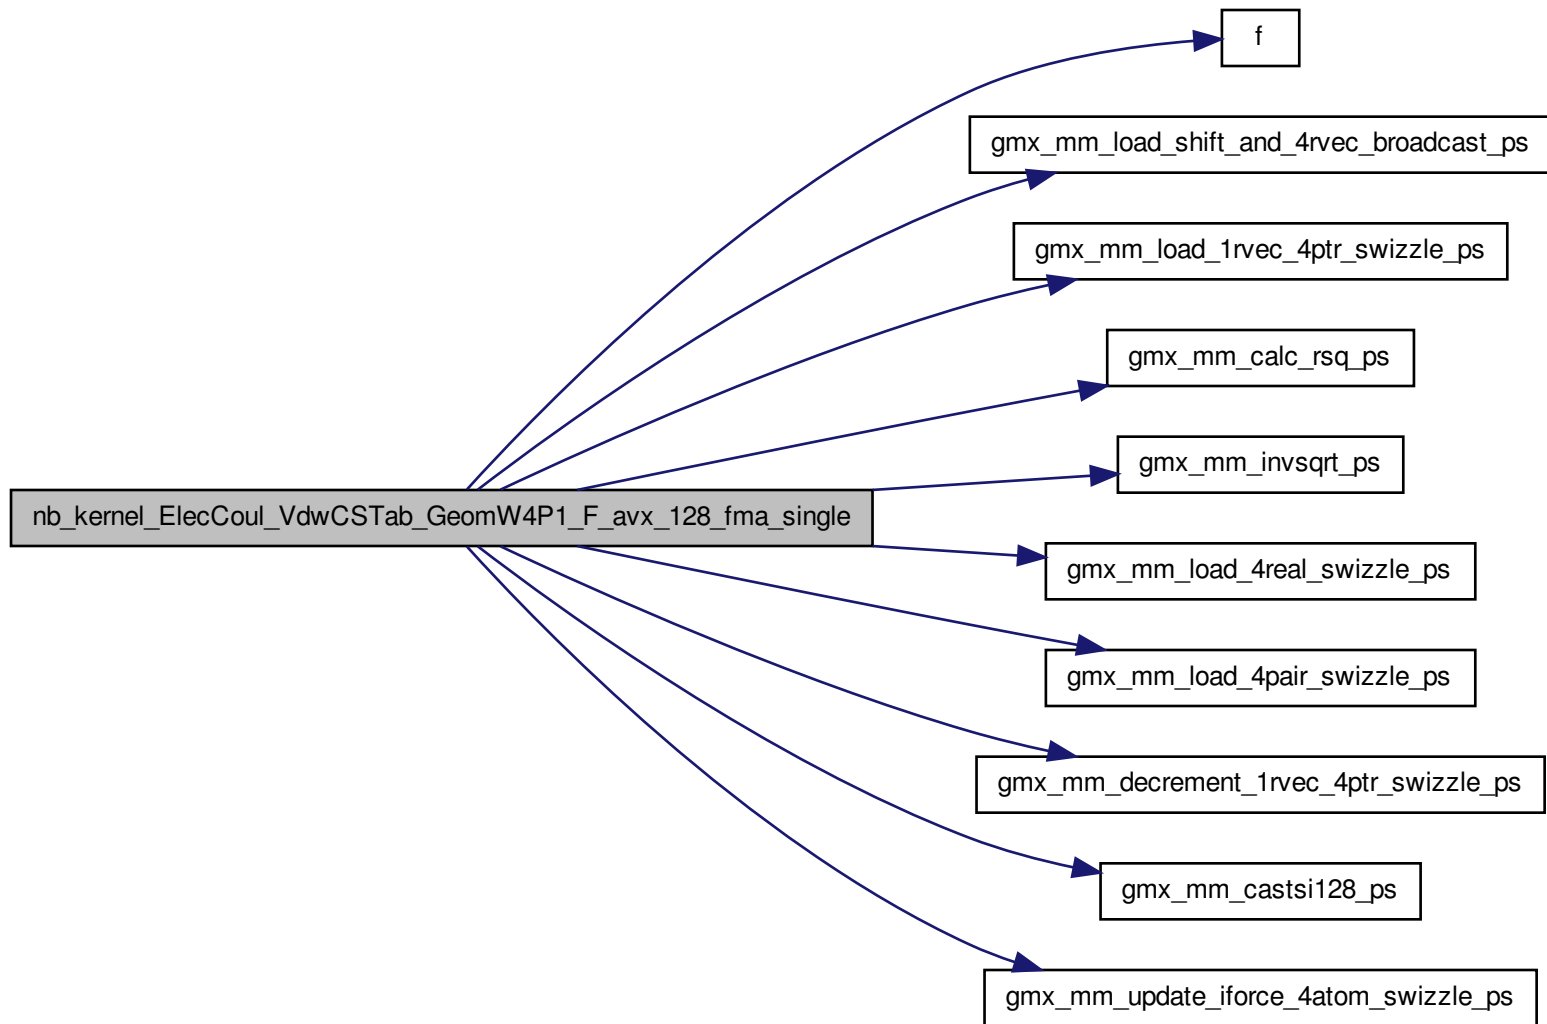 f
gmx_mm_load_shift_and_4rvec_broadcast_ps
gmx_mm_load_1rvec_4ptr_swizzle_ps
gmx_mm_calc_rsq_ps
gmx_mm_invsqrt_ps
nb_kernel_ElecCoul_VdwCSTab_GeomW4P1_F_avx_128_fma_single
gmx_mm_load_4real_swizzle_ps
gmx_mm_load_4pair_swizzle_ps
gmx_mm_decrement_1rvec_4ptr_swizzle_ps
gmx_mm_castsi128_ps
gmx_mm_update_iforce_4atom_swizzle_ps